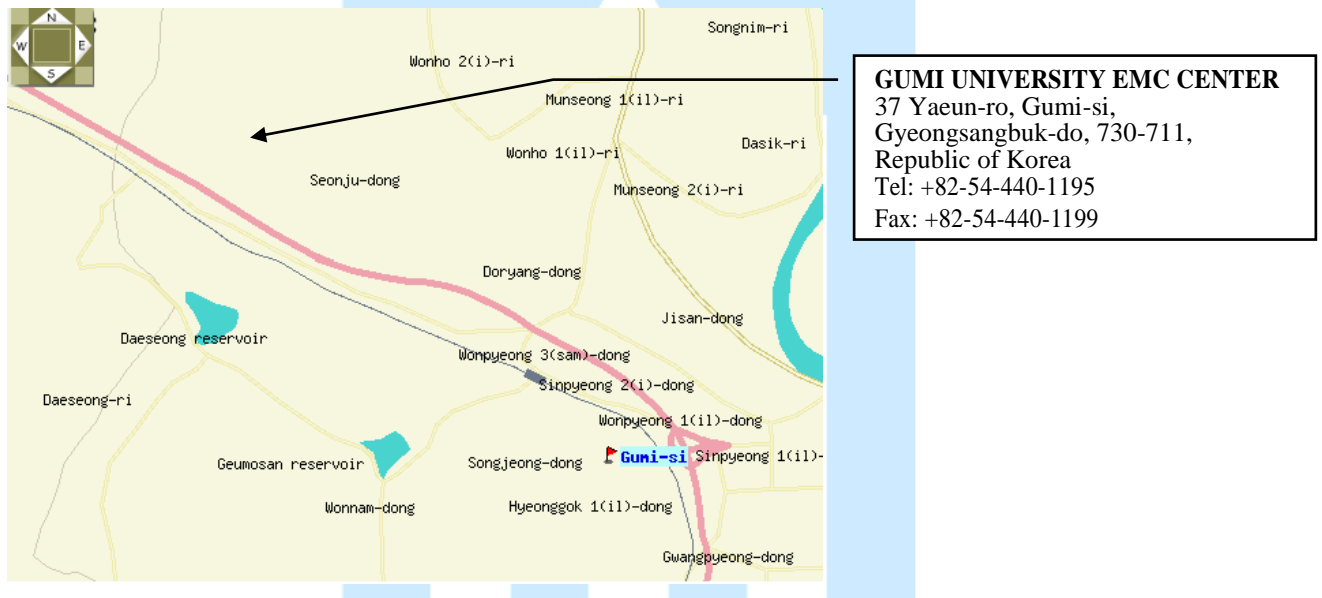 N
W
E
S
Songnim-ri
Wonho 2(i)-ri
Munseong 1(il)-ri
Dasik-ri
Wonho 1(il)-ri
Seonju-dong
Munseong 2(i)-ri
Doryang-dong
Jisan-dong
Daeseong reservoir
Wonpyeong 3(sam)-dong
Sinpyeong 2(i)-dong
Daeseong-ri
Wonpyeong 1(il)-dong
Gumi-si
Sinpyeong 1(il)-
Geumosan reservoir
Songjeong-dong
Wonnam-dong
Hyeonggok 1(il)-dong
Gwangpyeong-dong
GUMI UNIVERSITY EMC CENTER
37 Yaeun-ro, Gumi-si,
Gyeongsangbuk-do, 730-711,
Republic of Korea
Tel: +82-54-440-1195
Fax: +82-54-440-1199